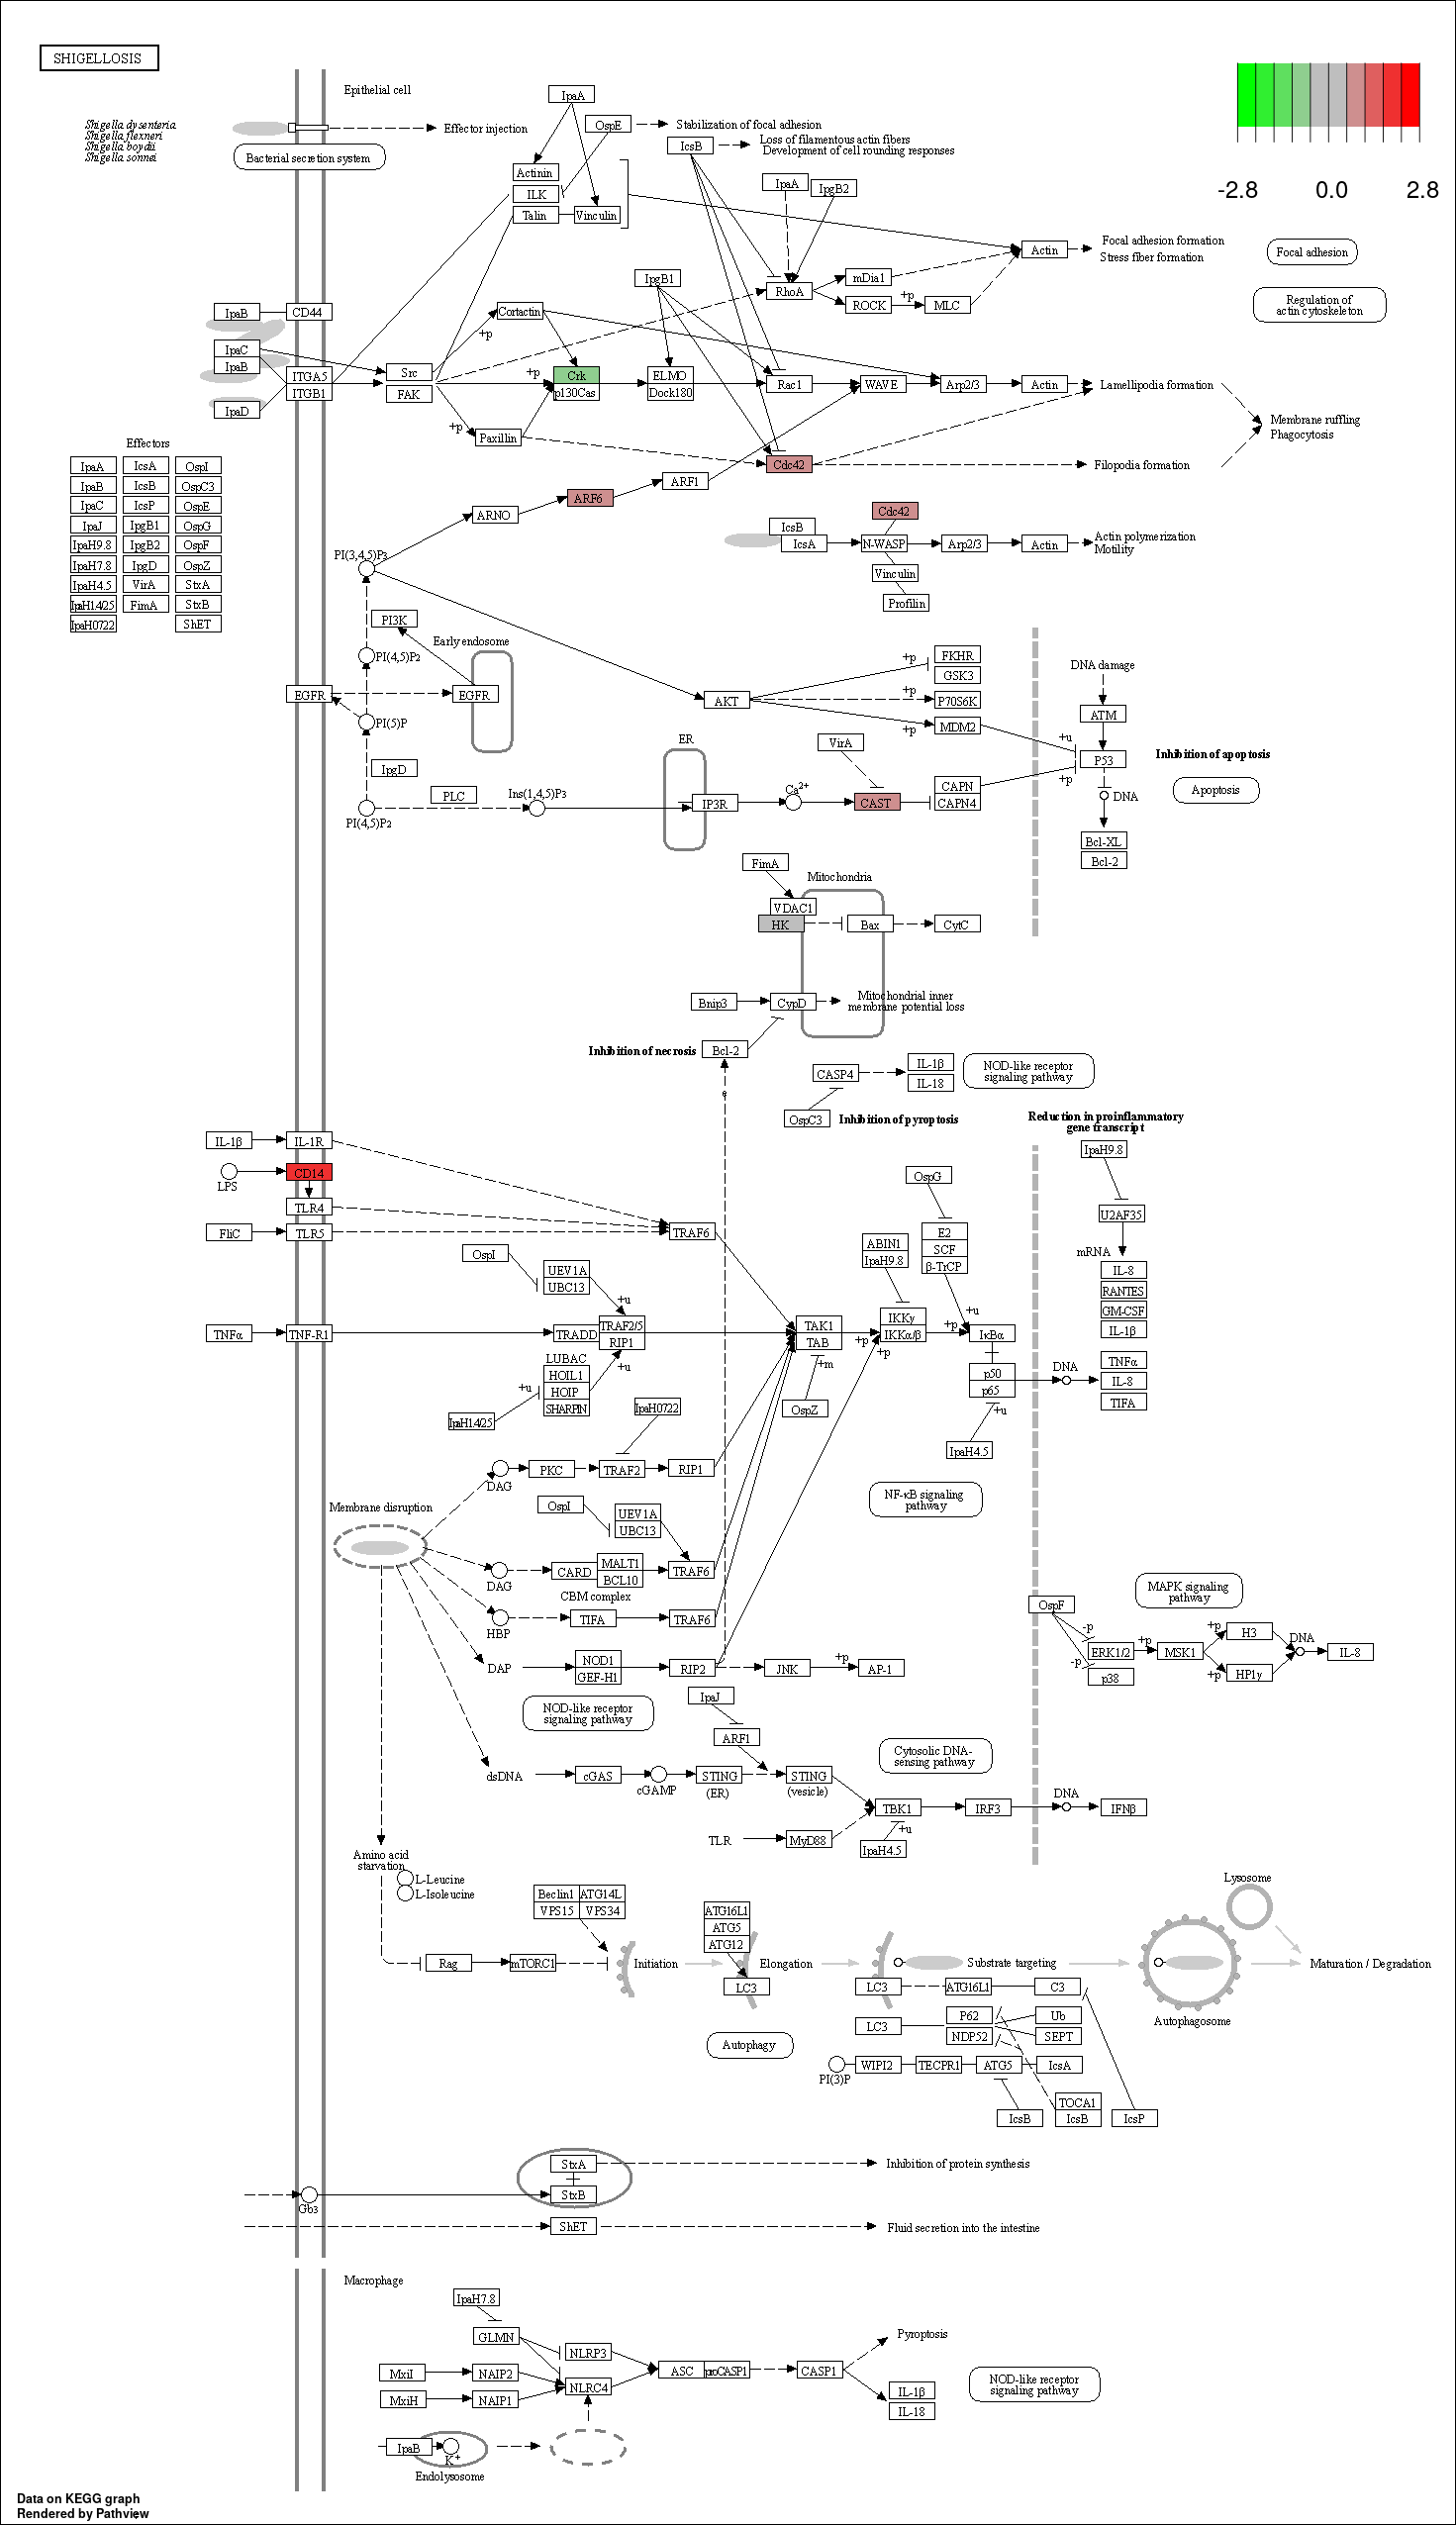 SHIGELLOSIS
Epithelial cell
Shigella dysenteria
Shigella flexneri
Shigella boydii
Shigella sonnei
Effector injection
Bacterial secretion system
IpaA
OspE
Stabilization of focal adhesion
IcsB
Loss of filamentous actin fibers
Development of cell rounding responses
-2.8 0.0 2.8
Actinin
ILK
Talin
Vinculin
IpaA
IpgB2
Actin
Focal adhesion formation
Stress fiber formation
Focal adhesion
RhoA
mDia1
ROCK
+p
MLC
Regulation of
actin cytoskeleton
IpgB1
IpaB
CD44
Cortactin
+p
IpaC
IpaB
IpaD
ITGA5
ITGB1
Src
FAK
+p
Crk
p130Cas
ELMO
Dock180
Rac1
WAVE
Arp2/3
Actin
Lamellipodia formation
Membrane ruffling
Phagocytosis
+p
Paxillin
Cdc42
Filopodia formation
ARF1
ARF6
ARNO
Effectors
IpaA IcsA OspI
IpaB IcsB OspC3
IpaC IcsP OspE
IpaJ IpgB1 OspG
IpaH9.8 IpgB2 OspF
IpaH7.8 IpgD OspZ
IpaH4.5 VirA StxA
IpaH1.4/2.5 FimA StxB
IpaH0722 ShET
Cdc42
IcsB
IcsA
N-WASP
Arp2/3
Actin
Actin polymerization
Motility
Vinculin
Profilin
PI(3,4,5)P3
PI3K
Early endosome
PI(4,5)P2
EGFR
EGFR
PI(5)P
IpgD
PI(4,5)P2
PLC
Ins(1,4,5)P3
AKT
+p
FKHR
GSK3
+p
P70S6K
+p
MDM2
DNA damage
ATM
+u
P53
+p
Inhibition of apoptosis
Apoptosis
DNA
Bcl-XL
Bcl-2
ER
IP3R
Ca2+
VirA
CAST
CAPN
CAPN4
FimA
Mitochondria
VDAC1
HK
Bax
CytC
Bnip3
CypD
Mitochondrial inner
membrane potential loss
Inhibition of necrosis
Bcl-2
e
CASP4
IL-1β
IL-18
NOD-like receptor
signaling pathway
OspC3
Inhibition of pyroptosis
Reduction in proinflammatory
gene transcript
IL-1β
IL-1R
LPS
CD14
TLR4
FliC
TLR5
TRAF6
OspG
IpaH9.8
U2AF35
mRNA
IL-8
RANTES
GM-CSF
IL-1β
OspI
UEV1A
UBC13
+u
ABIN1
IpaH9.8
E2
SCF
β-TrCP
+u
TNFα
TNF-R1
TRADD
TRAF2/5
RIP1
+u
TAK1
TAB
+p
+p
+m
IKKγ
IKKα/β
+p
IκBα
p50
p65
+u
DNA
TNFα
IL-8
TIFA
LUBAC
HOIL1
HOIP
SHARPIN
+u
IpaH1.4/2.5
IpaH0722
OspZ
IpaH4.5
DAG
PKC
TRAF2
RIP1
NF-κB signaling
pathway
Membrane disruption
OspI
UEV1A
UBC13
DAG
CARD
MALT1
BCL10
TRAF6
CBM complex
HBP
TIFA
TRAF6
DAP
NOD1
GEF-H1
RIP2
JNK
+p
AP-1
MAPK signaling
pathway
OspF
-p
-p
ERK1/2
p38
+p
MSK1
+p
+p
H3
HP1γ
DNA
IL-8
NOD-like receptor
signaling pathway
IpaJ
ARF1
dsDNA
cGAS
cGAMP
STING
(ER)
STING
(vesicle)
Cytosolic DNA-
sensing pathway
TBK1
IRF3
DNA
IFNβ
TLR
MyD88
+u
IpaH4.5
Amino acid
starvation
L-Leucine
L-Isoleucine
Beclin1 ATG14L
VPS15 VPS34
ATG16L1
ATG5
ATG12
Lysosome
Rag
mTORC1
Initiation
Elongation
LC3
Substrate targeting
Maturation / Degradation
LC3
ATG16L1
C3
Autophagosome
LC3
P62
NDP52
Ub
SEPT
Autophagy
PI(3)P
WIPI2
TECPR1
ATG5
IcsA
IcsB
TOCA1
IcsB
IcsP
StxA
Inhibition of protein synthesis
Gb3
StxB
ShET
Fluid secretion into the intestine
Macrophage
IpaH7.8
GLMN
NLRP3
MxiI
NAIP2
NLRC4
MxiH
NAIP1
ASC
proCASP1
CASP1
Pyroptosis
IL-1β
IL-18
NOD-like receptor
signaling pathway
IpaB
K+
Endolysosome
Data on KEGG graph
Rendered by Pathview